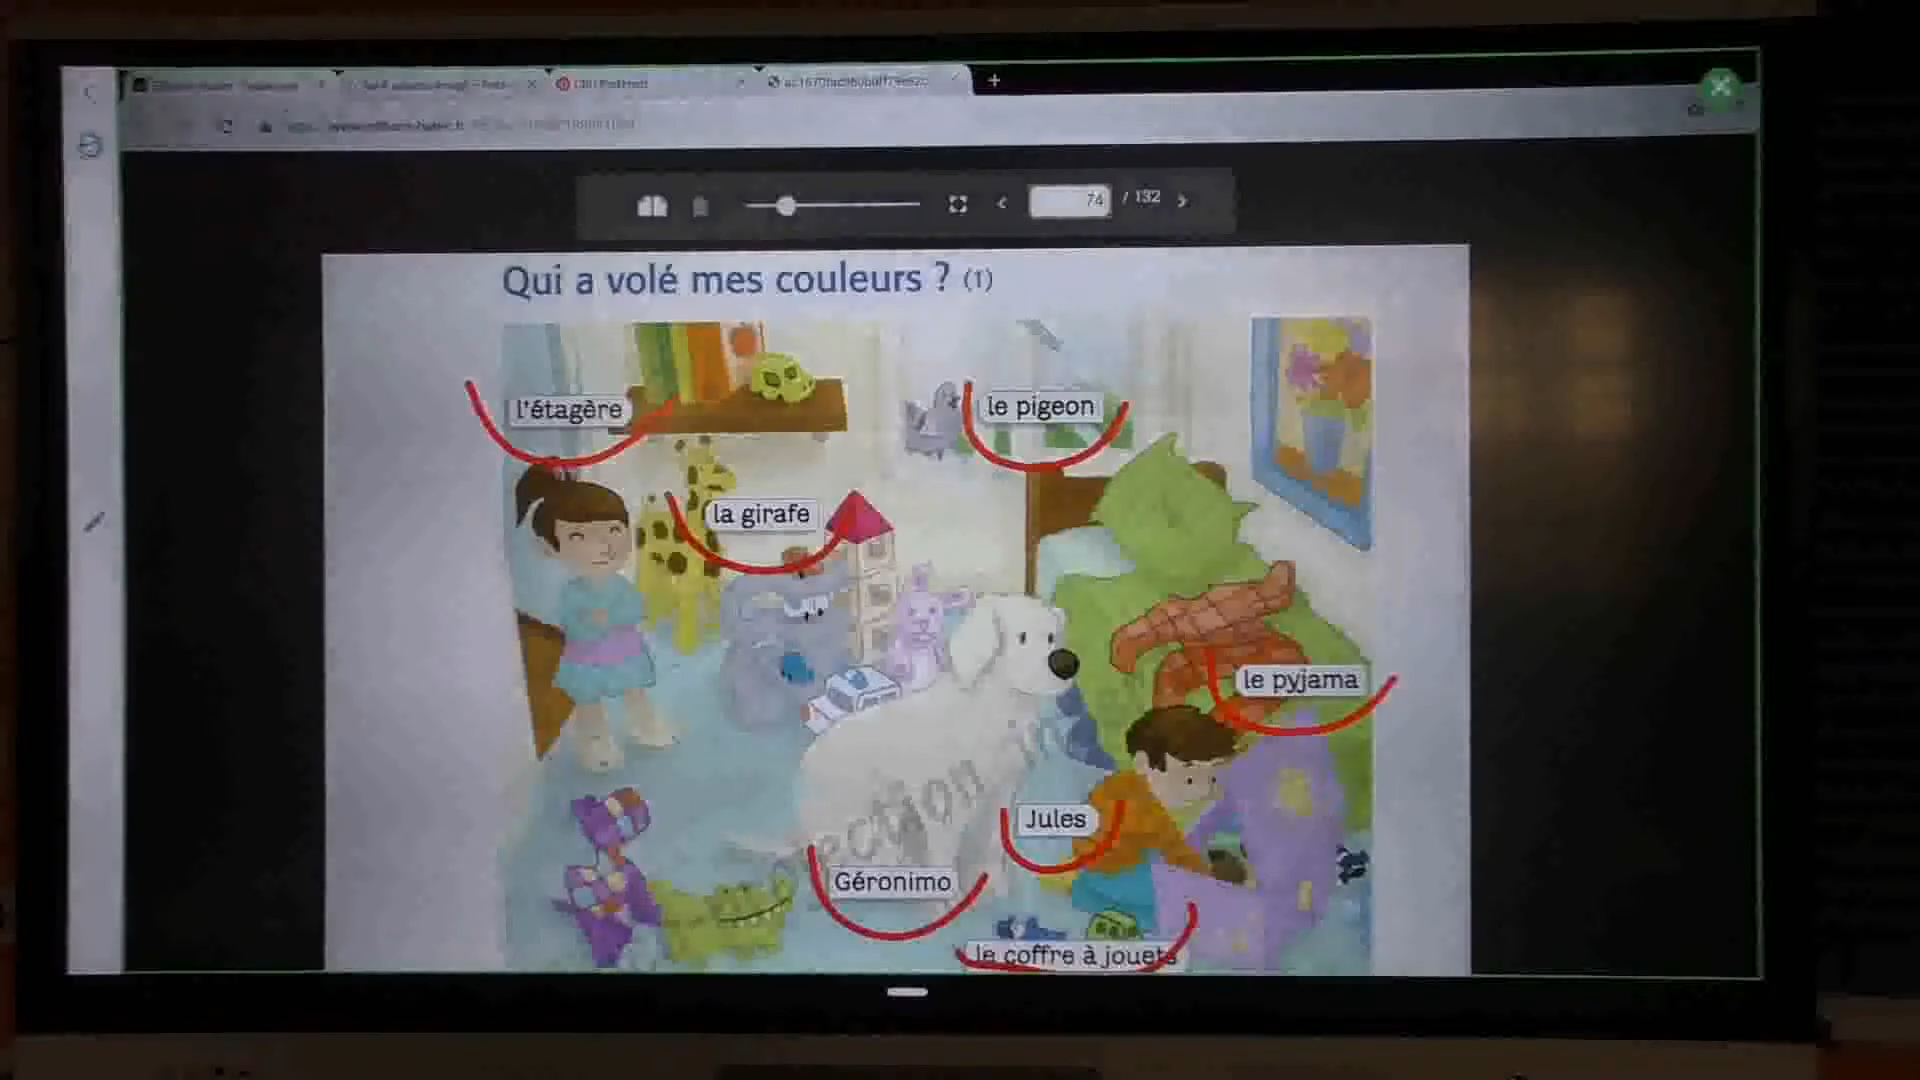 74 / 132
Qui a volé mes couleurs ? (1)
l'étagère
le pigeon
la girafe
le pyjama
Jules
Géronimo
le coffre à jouets